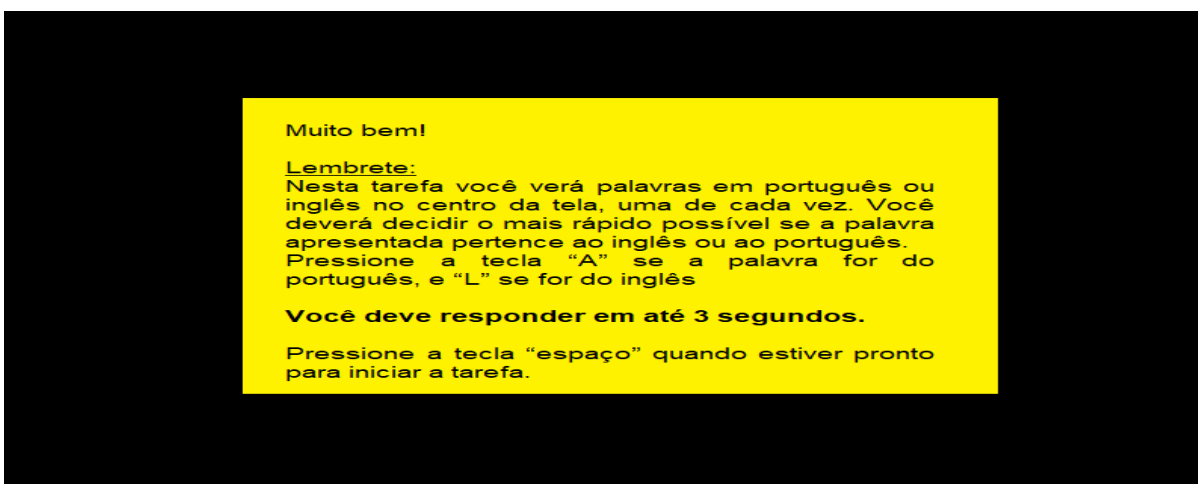 Muito bem!
Lembrete:
Nesta tarefa você verá palavras em português ou
inglês no centro da tela, uma de cada vez. Você
deverá decidir o mais rápido possível se a palavra
apresentada pertence ao inglês ou ao português.
Pressione a tecla “A” se a palavra for do
português, e “L” se for do inglês
Você deve responder em até 3 segundos.
Pressione a tecla “espaço” quando estiver pronto
para iniciar a tarefa.